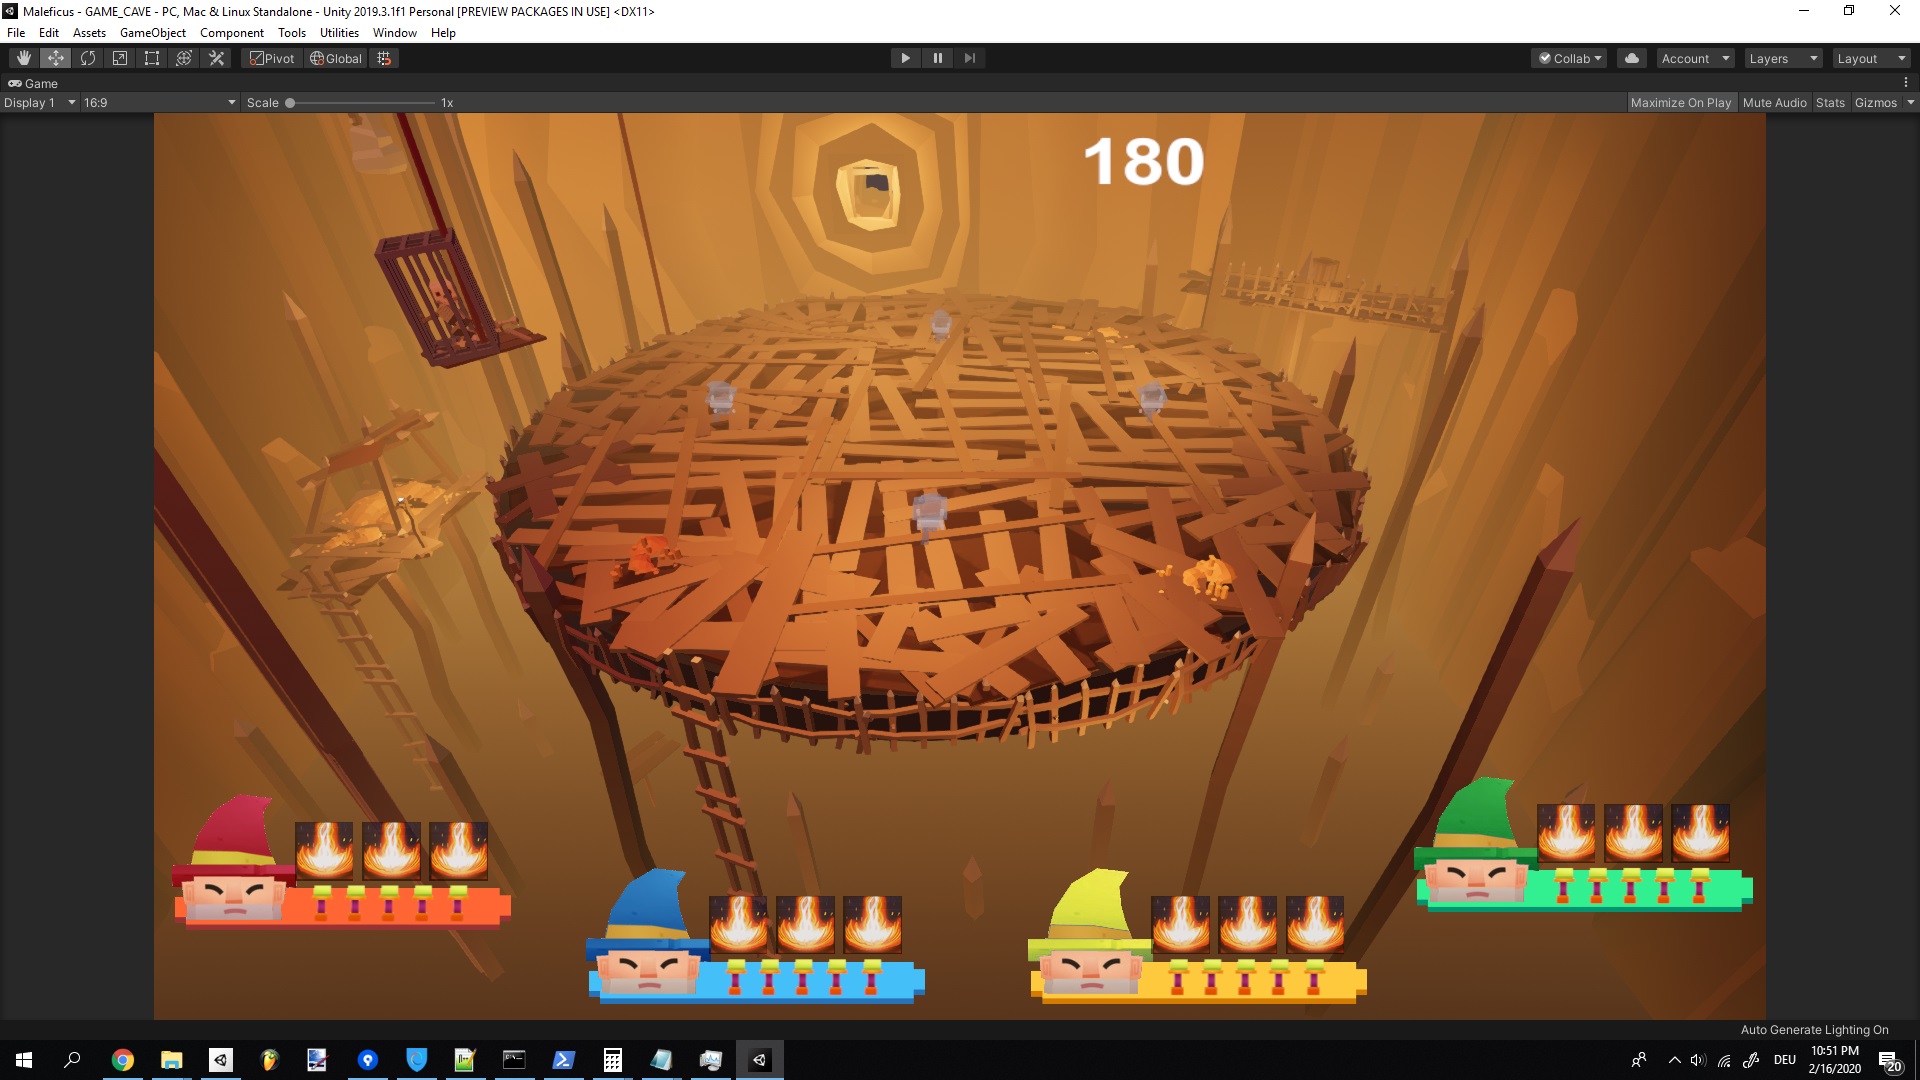 Maleficus - GAME_CAVE - PC, Mac & Linux Standalone - Unity 2019.3.1f1 Personal [PREVIEW PACKAGES IN USE] <DX11>
File Edit Assets GameObject Component Tools Utilities Window Help
Pivot Global Collab Account Layers Layout
Game
Display 1 16:9 Scale 1x Maximize On Play Mute Audio Stats Gizmos
180
Auto Generate Lighting On
DEU 10:51 PM
2/16/2020 20